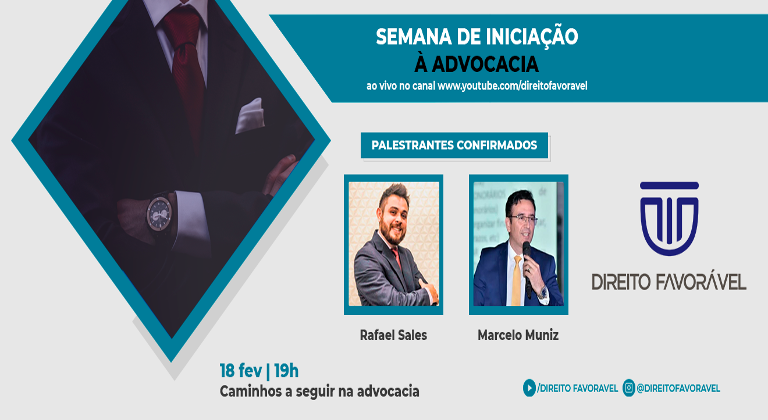 SEMANA DE INICIAÇÃO
À ADVOCACIA
ao vivo no canal www.youtube.com/direitofavoravel
PALESTRANTES CONFIRMADOS
Rafael Sales
Marcelo Muniz
DIREITO FAVORÁVEL
18 fev | 19h
Caminhos a seguir na advocacia
/DIREITO FAVORAVEL
@DIREITOFAVORAVEL